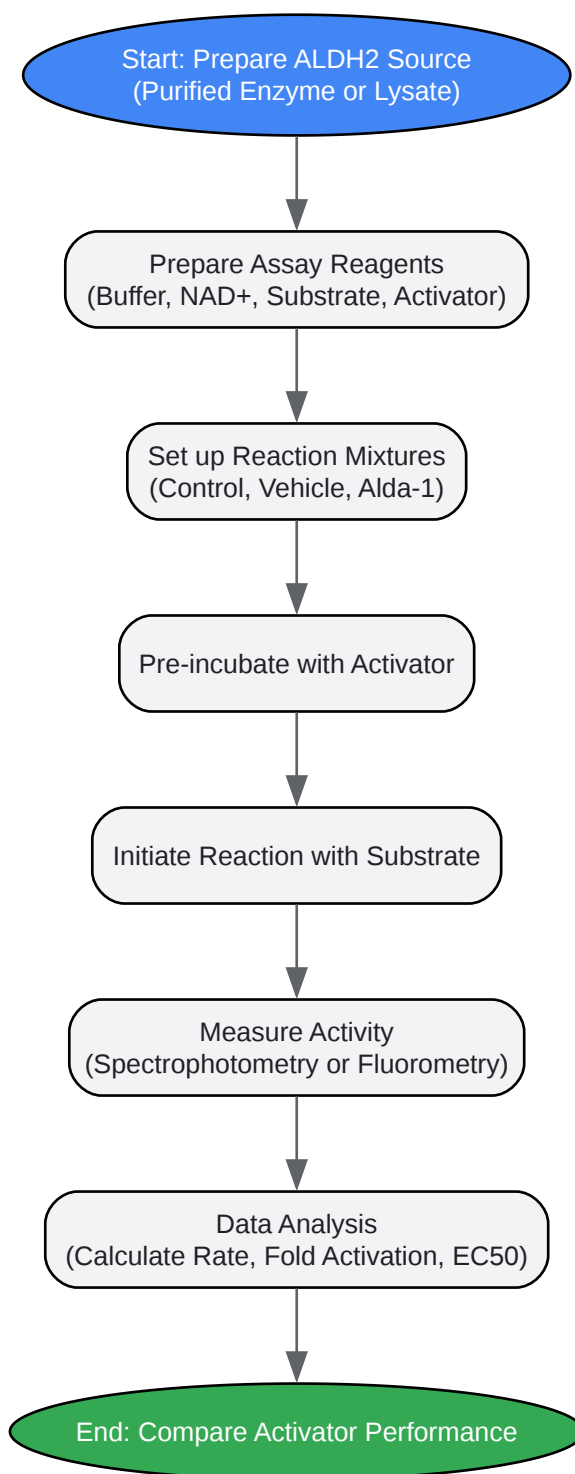 Start: Prepare ALDH2 Source
(Purified Enzyme or Lysate)
Prepare Assay Reagents
(Buffer, NAD+, Substrate, Activator)
Set up Reaction Mixtures
(Control, Vehicle, Alda-1)
Pre-incubate with Activator
Initiate Reaction with Substrate
Measure Activity
(Spectrophotometry or Fluorometry)
Data Analysis
(Calculate Rate, Fold Activation, EC50)
End: Compare Activator Performance